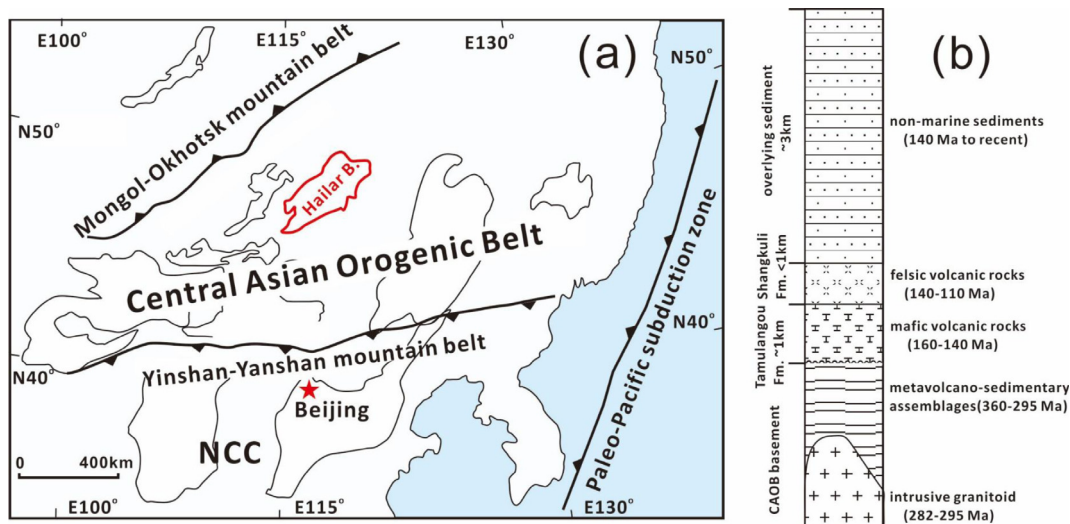 E100°
E115°
E130°
(a)
N50°
Mongol-Okhotsk mountain belt
N50°
Hailar B.
Central Asian Orogenic Belt
N40°
N40°
Yinshan-Yanshan mountain belt
Beijing
NCC
Paleo-Pacific subduction zone
0 400km
E100°
E115°
E130°
(b)
overlying sediment
~3km
non-marine sediments
(140 Ma to recent)
Shangkuli
Fm. <1km
felsic volcanic rocks
(140-110 Ma)
Tamulangou
Fm. ~1km
mafic volcanic rocks
(160-140 Ma)
CAOB basement
metavolcano-sedimentary
assemblages(360-295 Ma)
intrusive granitoid
(282-295 Ma)